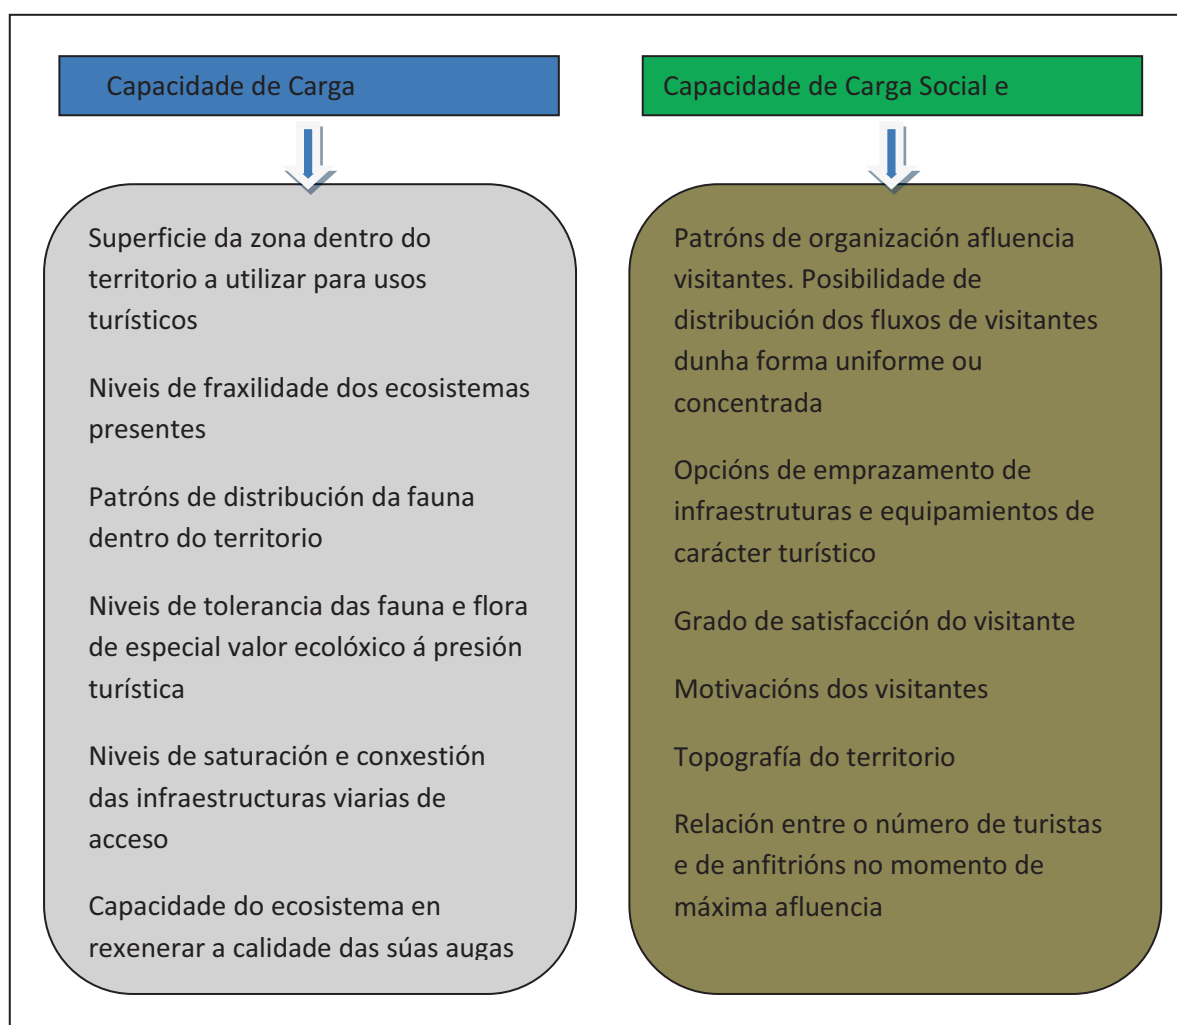 Capacidade de Carga
Superficie da zona dentro do
territorio a utilizar para usos
turísticos
Niveis de fraxilidade dos ecosistemas
presentes
Patróns de distribución da fauna
dentro do territorio
Niveis de tolerancia das fauna e flora
de especial valor ecolóxico á presión
turística
Niveis de saturación e conxestión
das infraestructuras viarias de
acceso
Capacidade do ecosistema en
rexenerar a calidade das súas augas
Capacidade de Carga Social e
Patróns de organización afluencia
visitantes. Posibilidade de
distribución dos fluxos de visitantes
dunha forma uniforme ou
concentrada
Opcións de emprazamento de
infraestruturas e equipamientos de
carácter turístico
Grado de satisfacción do visitante
Motivacións dos visitantes
Topografía do territorio
Relación entre o número de turistas
e de anfitrións no momento de
máxima afluencia